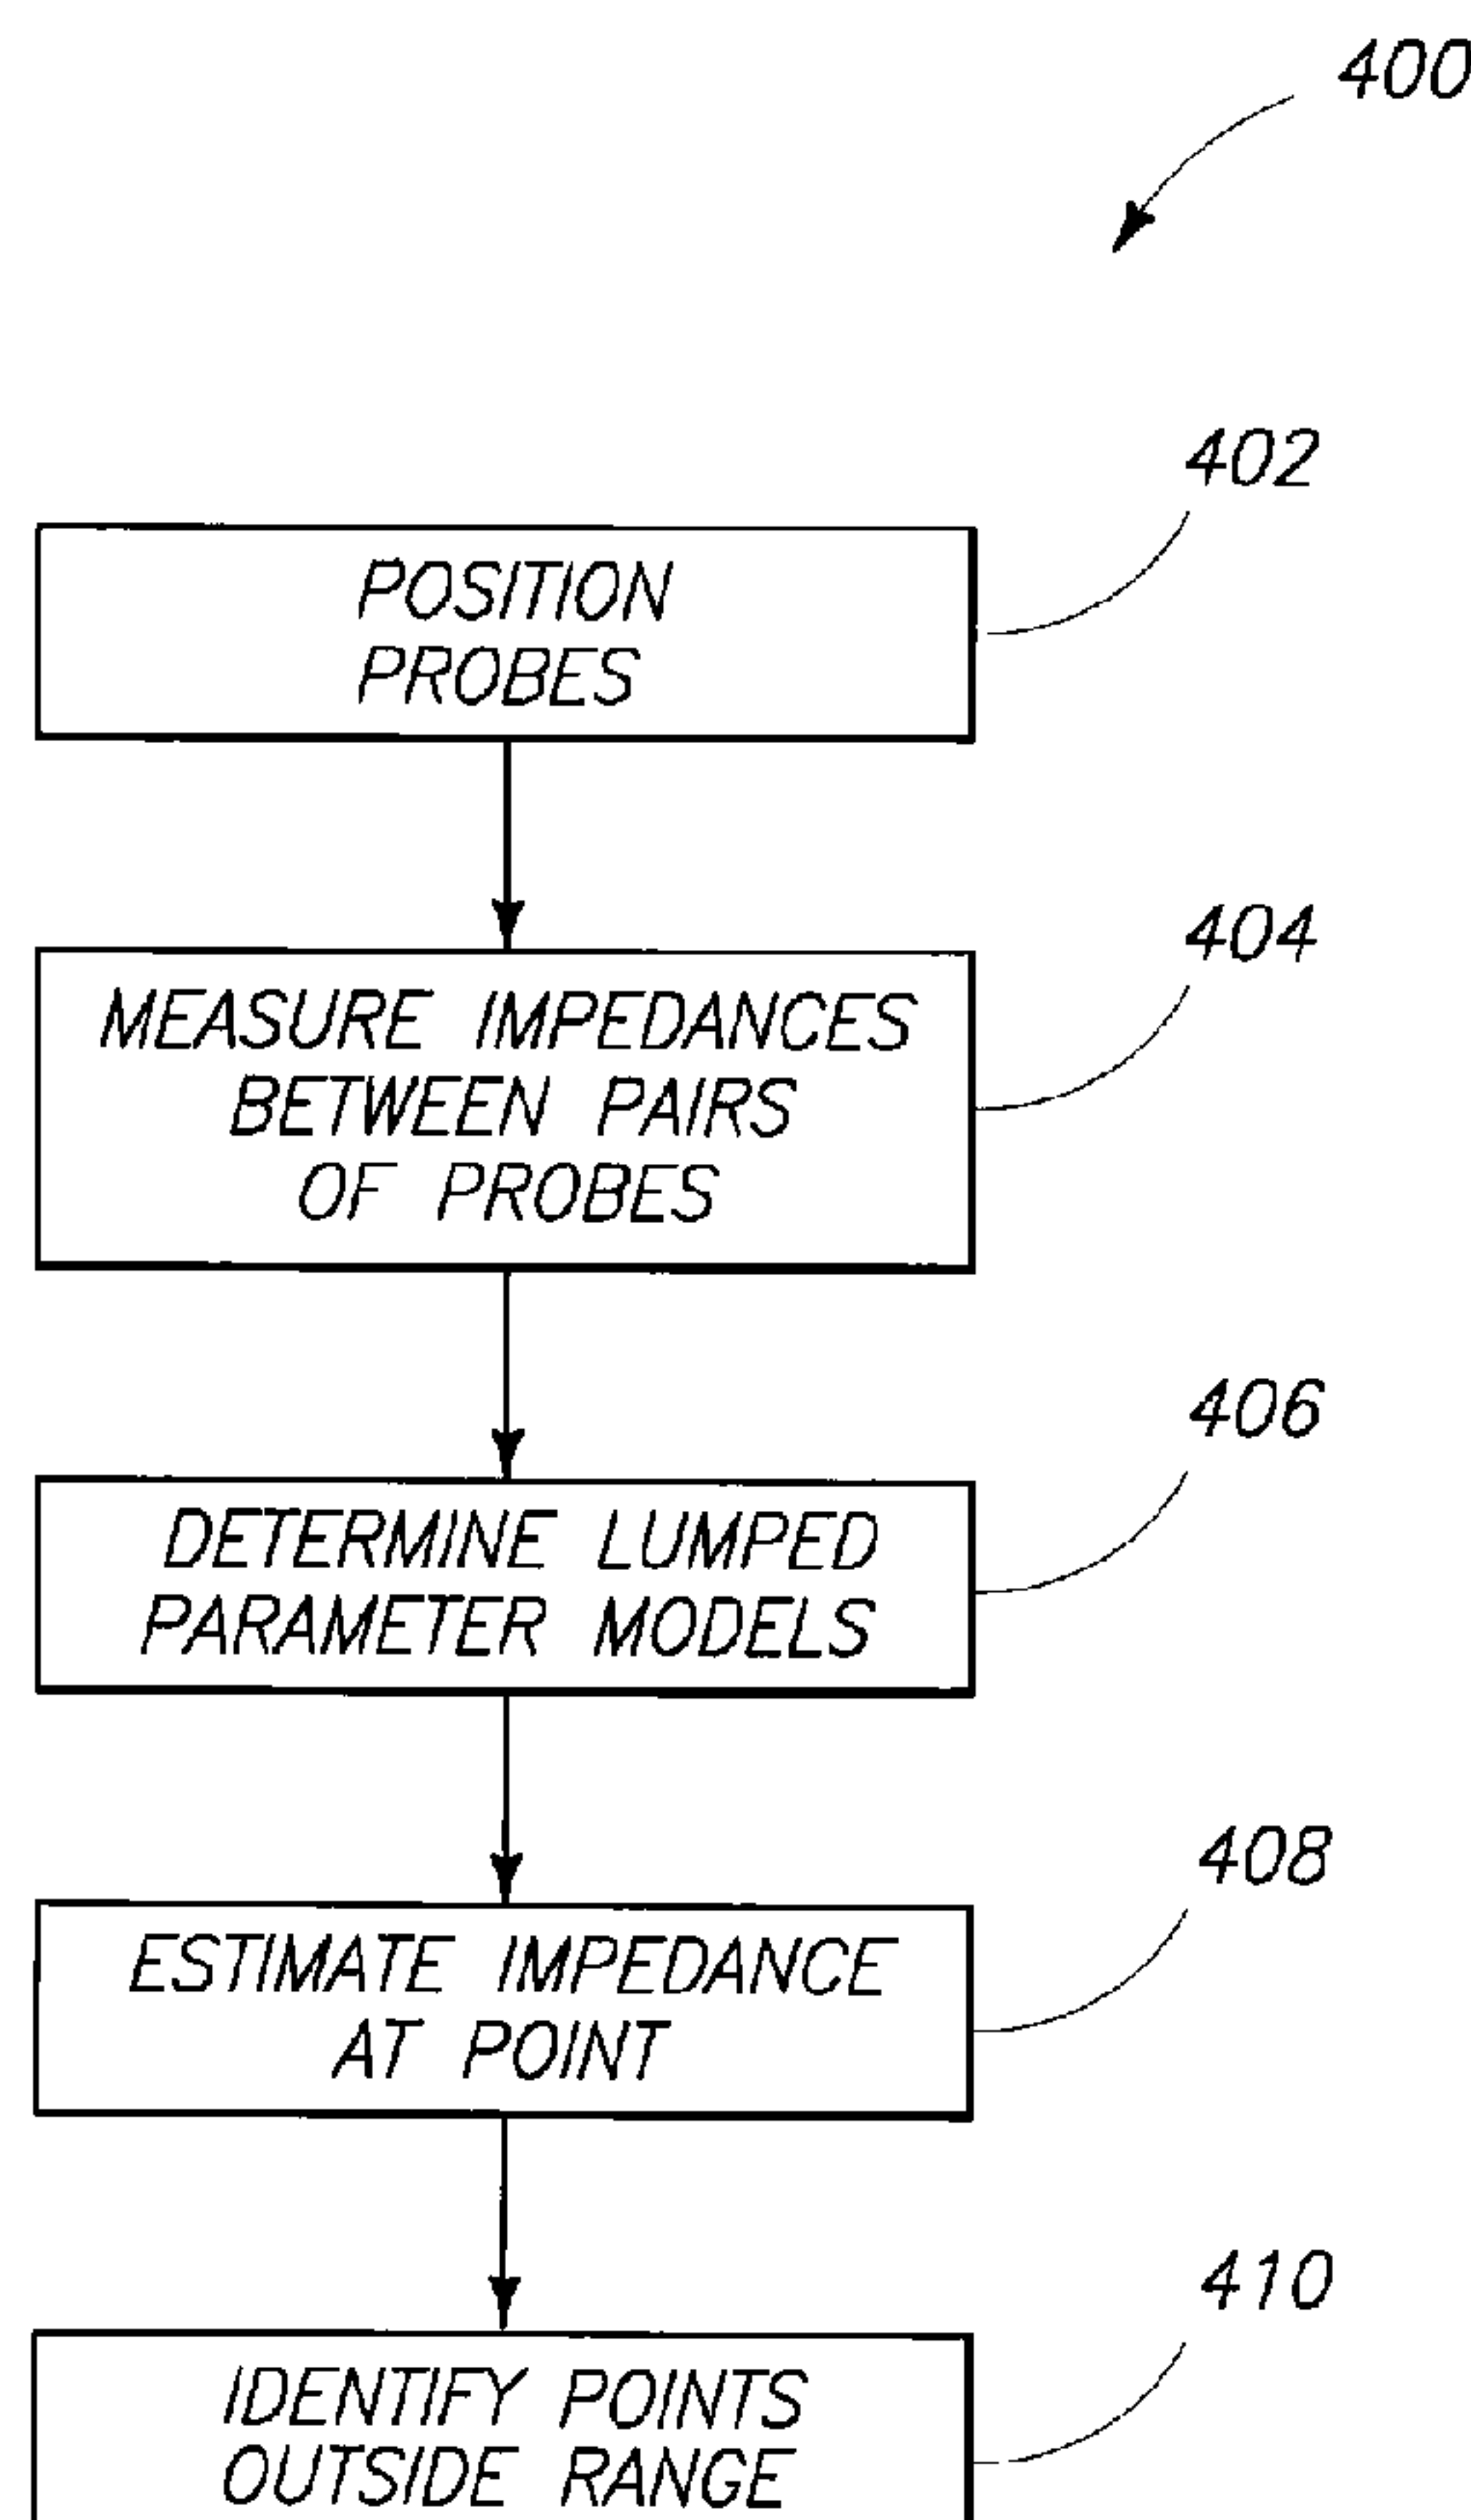 400
402
POSITION
PROBES
404
MEASURE IMPEDANCES
BETWEEN PAIRS
OF PROBES
406
DETERMINE LUMPED
PARAMETER MODELS
408
ESTIMATE IMPEDANCE
AT POINT
410
IDENTIFY POINTS
OUTSIDE RANGE